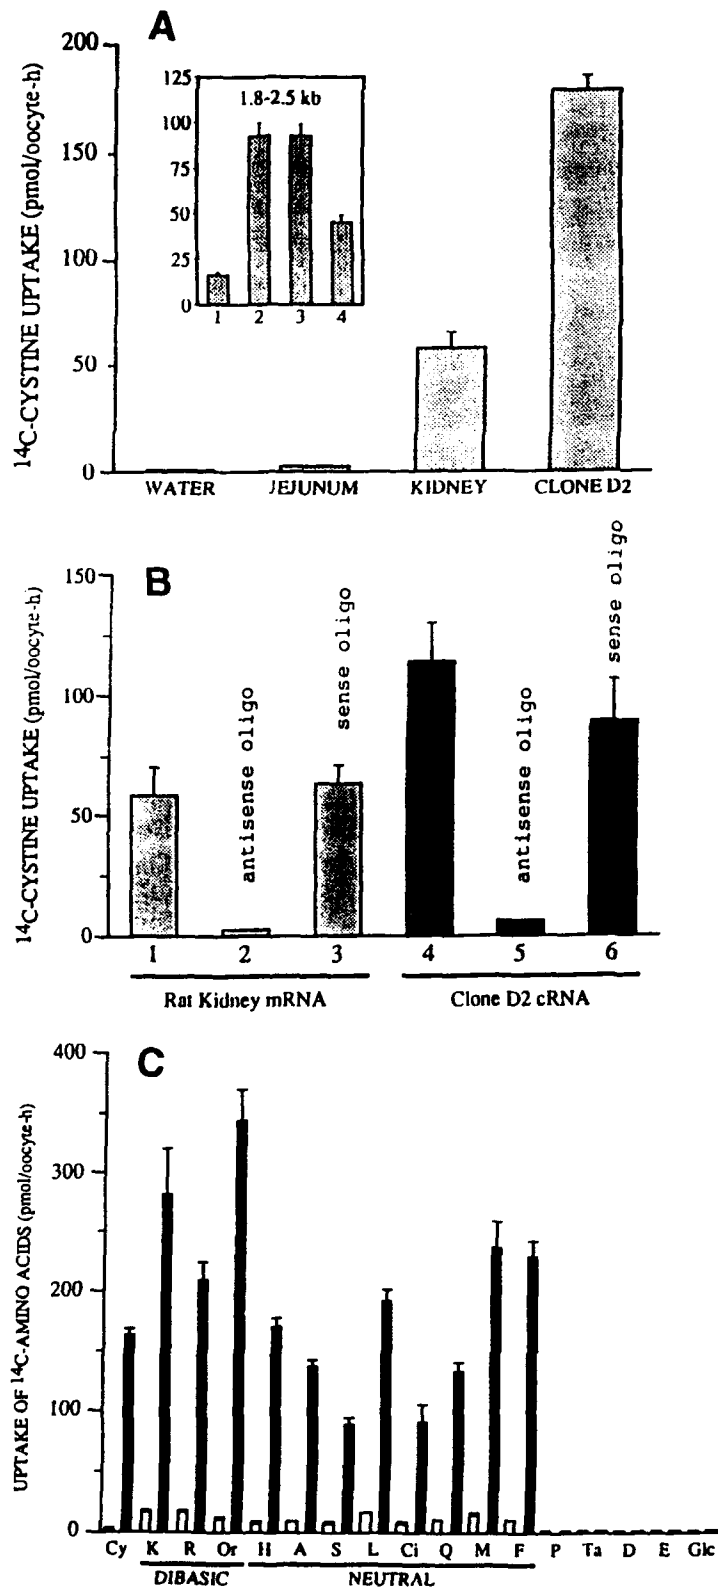 A
200
150
100
50
0
¹⁴C-CYSTINE UPTAKE (pmol/oocyte-h)
125
100
75
50
25
0
1.8-2.5 kb
1 2 3 4
WATER JEJUNUM KIDNEY CLONE D2
B
150
100
50
0
¹⁴C-CYSTINE UPTAKE (pmol/oocyte-h)
antisense oligo
sense oligo
antisense oligo
sense oligo
1 2 3 4 5 6
Rat Kidney mRNA Clone D2 cRNA
C
400
300
200
100
0
UPTAKE OF ¹⁴C-AMINO ACIDS (pmol/oocyte-h)
Cy K R Or H A S L Ci Q M F P Ta D E Glc
DIBASIC NEUTRAL